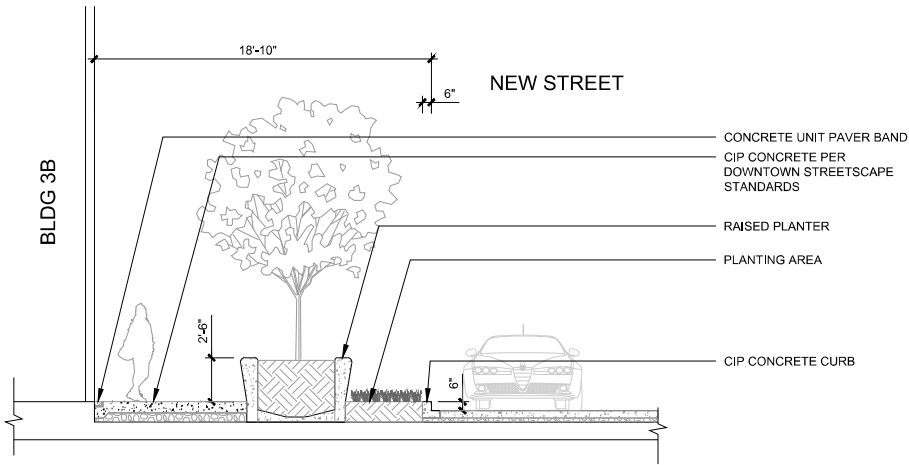 18'-10"
NEW STREET
6"
BLDG 3B
CONCRETE UNIT PAVER BAND
CIP CONCRETE PER
DOWNTOWN STREETSCAPE
STANDARDS
RAISED PLANTER
PLANTING AREA
2'-6"
CIP CONCRETE CURB
6"